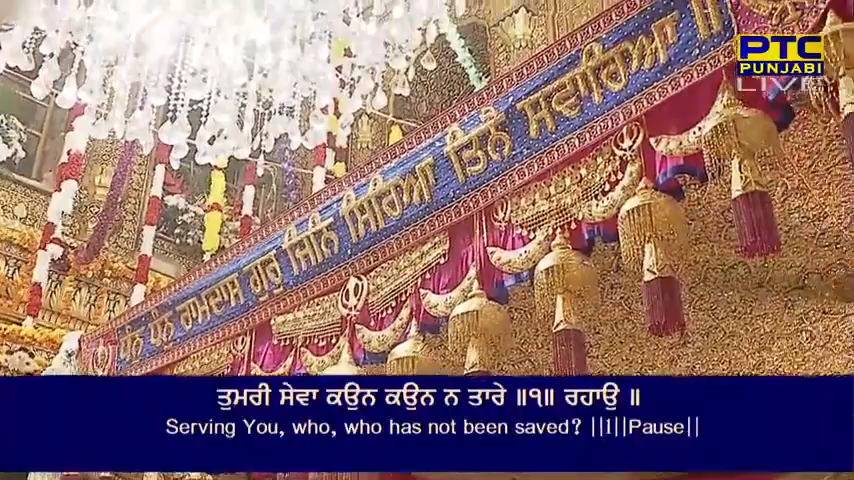 PTC
PUNJABI
LIVE
ਧੰਨੁ ਧੰਨੁ ਰਾਮਦਾਸ ਗੁਰੁ ਜਿਨਿ ਸਿਰਿਆ ਤਿਨੈ ਸਵਾਰਿਆ ॥
ਤੁਮਰੀ ਸੇਵਾ ਕਉਨ ਕਉਨ ਨ ਤਾਰੇ ॥੧॥ ਰਹਾਉ ॥
Serving You, who, who has not been saved? ||1||Pause||